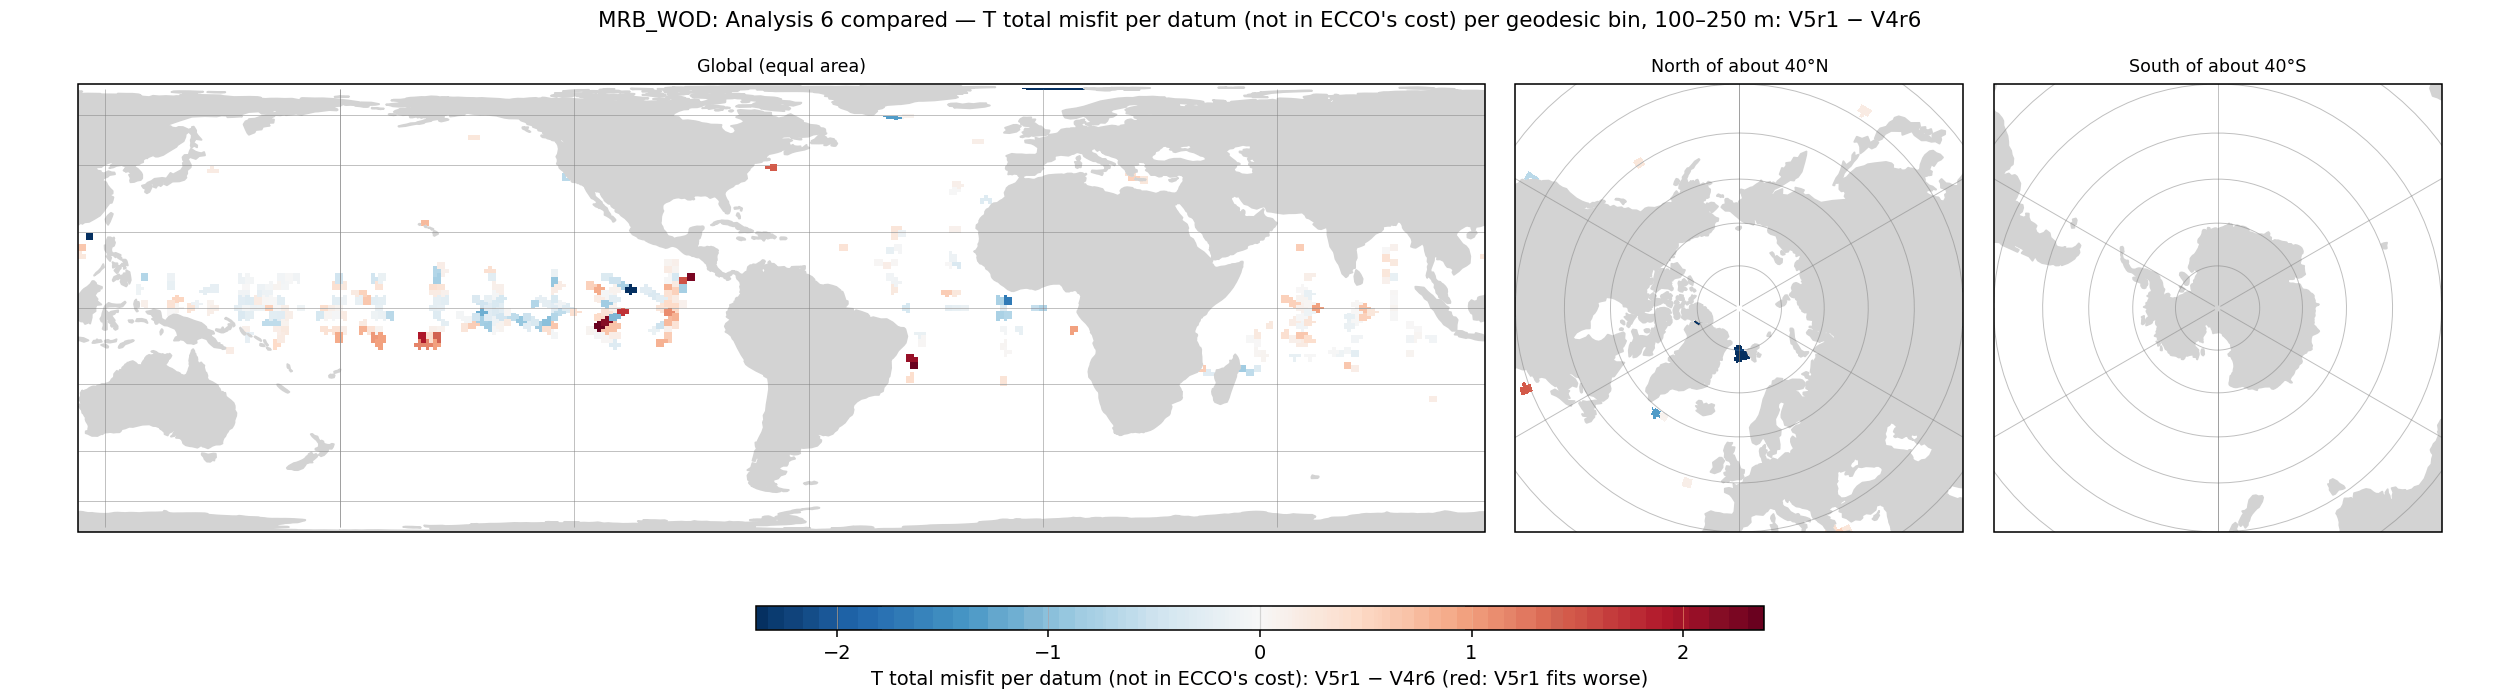 MRB_WOD: Analysis 6 compared — T total misfit per datum (not in ECCO's cost) per geodesic bin, 100–250 m: V5r1 − V4r6
Global (equal area)
North of about 40°N
South of about 40°S
−2 −1 0 1 2
T total misfit per datum (not in ECCO's cost): V5r1 − V4r6 (red: V5r1 fits worse)